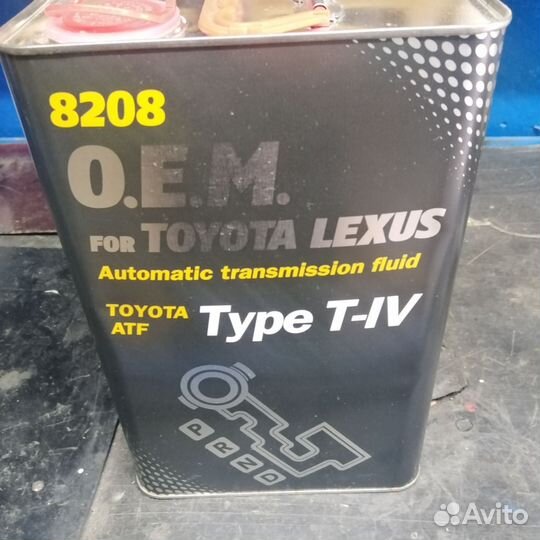 8208
O.E.M.
FOR TOYOTA LEXUS
Automatic transmission fluid
TOYOTA ATF Type T-IV
P
R
N
D
Avito